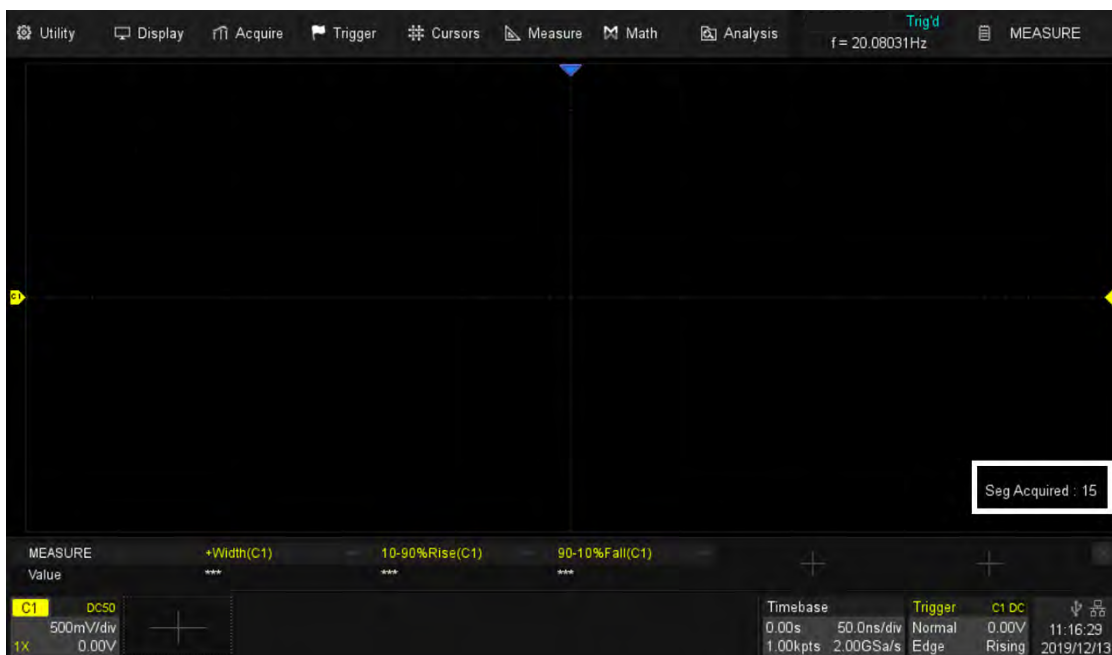 Utility Display Acquire Trigger Cursors Measure Math Analysis Trig'd MEASURE
f = 20.08031Hz
C1
Seg Acquired : 15
MEASURE +Width(C1) 10-90%Rise(C1) 90-10%Fall(C1)
Value *** *** ***
C1 DC50 Timebase Trigger C1 DC
500mV/div 0.00s 50.0ns/div Normal 0.00V 11:16:29
1X 0.00V 1.00kpts 2.00GSa/s Edge Rising 2019/12/13